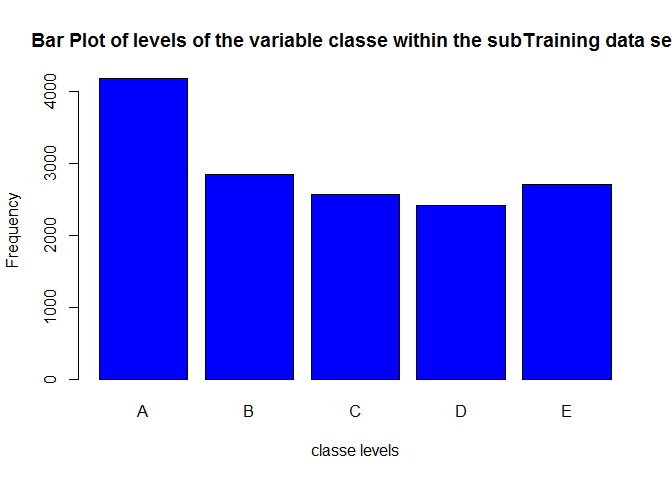 Bar Plot of levels of the variable classe within the subTraining data se
4000
3000
2000
1000
0
Frequency
A B C D E
classe levels